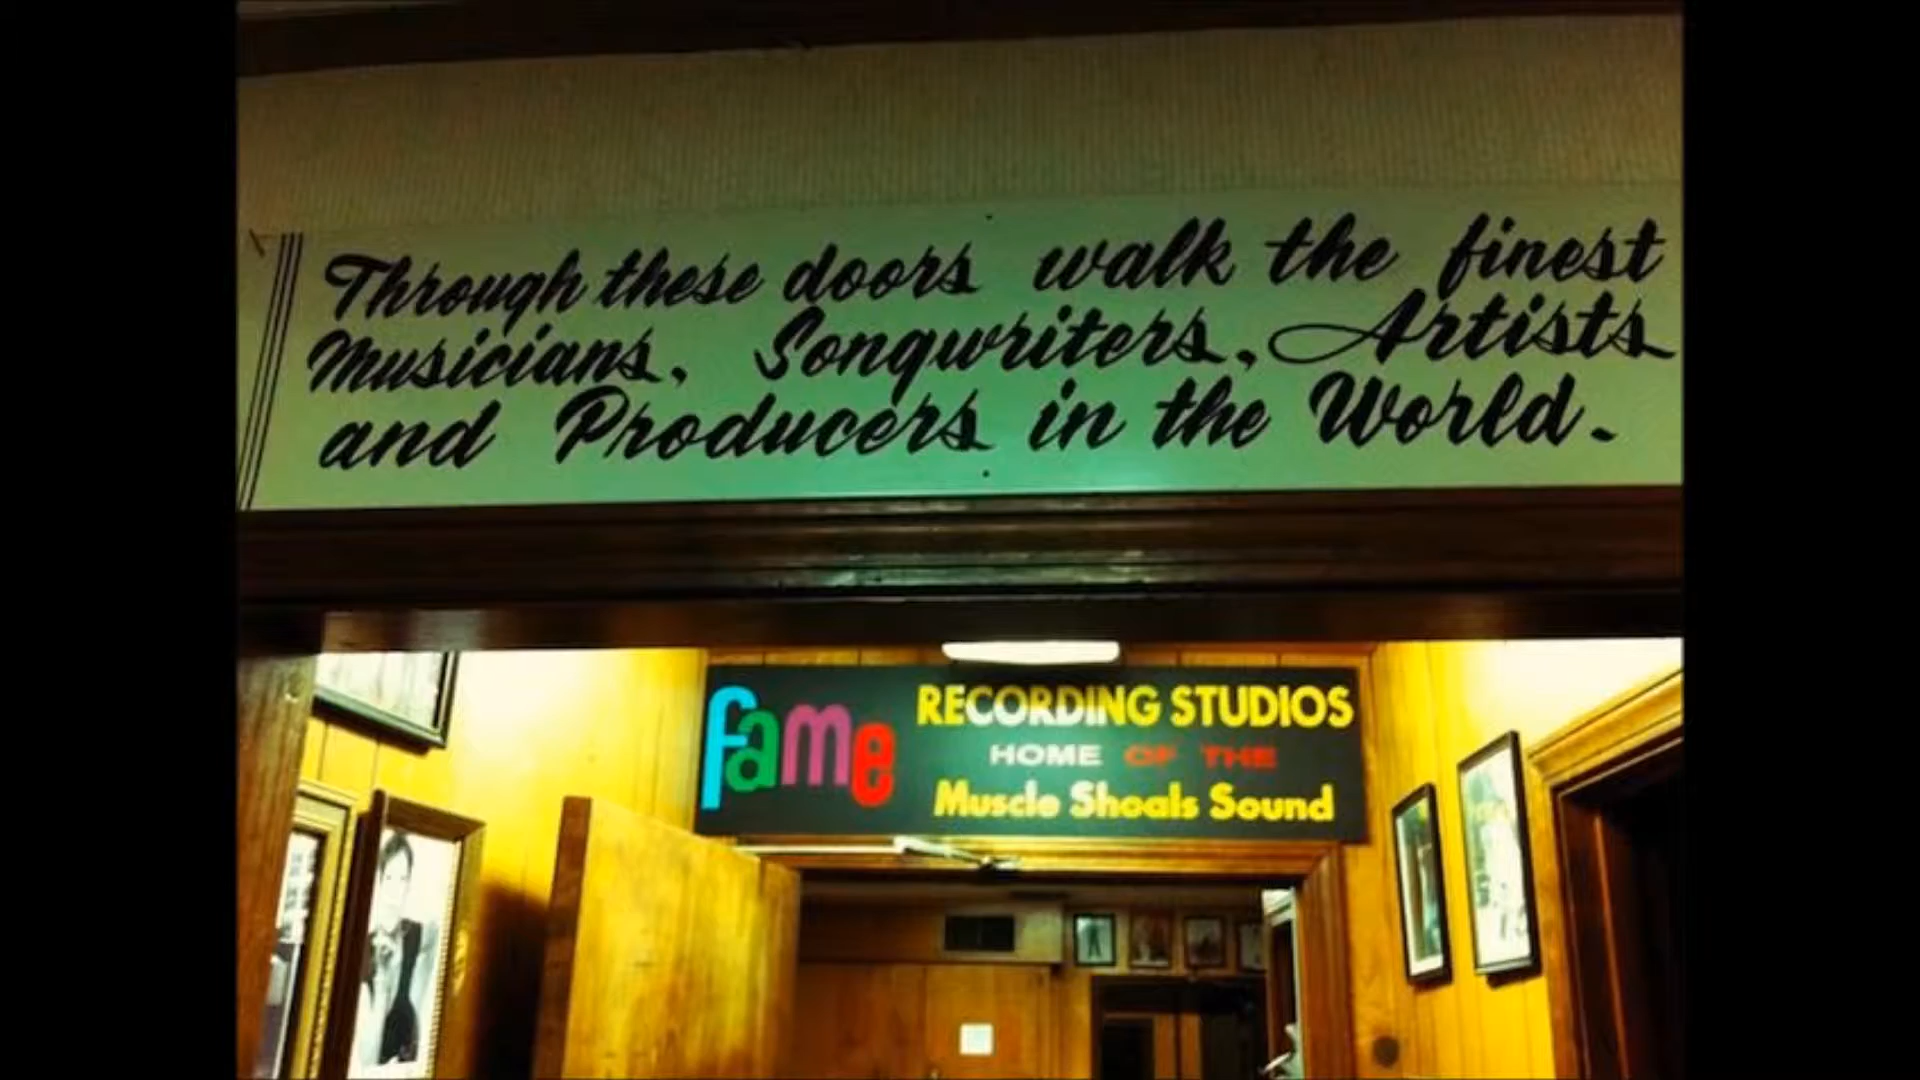 Through these doors walk the finest
Musicians, Songwriters, Artists
and Producers in the World.
fame
RECORDING STUDIOS
HOME OF THE
Muscle Shoals Sound